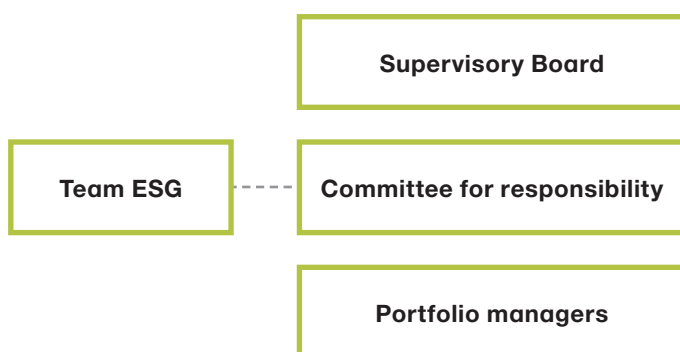 Supervisory Board
Team ESG
Committee for responsibility
Portfolio managers